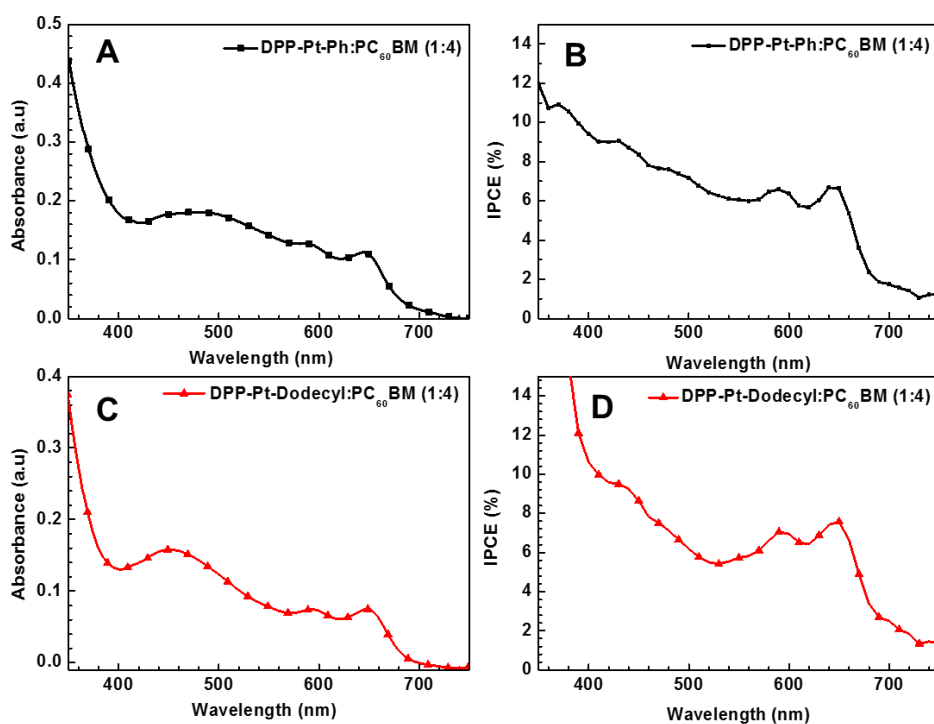 A
DPP-Pt-Ph:PC60BM (1:4)
Absorbance (a.u)
0.5
0.4
0.3
0.2
0.1
0.0
400 500 600 700
Wavelength (nm)
B
DPP-Pt-Ph:PC60BM (1:4)
IPCE (%)
14
12
10
8
6
4
2
0
400 500 600 700
Wavelength (nm)
C
DPP-Pt-Dodecyl:PC60BM (1:4)
Absorbance (a.u)
0.4
0.3
0.2
0.1
0.0
400 500 600 700
Wavelength (nm)
D
DPP-Pt-Dodecyl:PC60BM (1:4)
IPCE (%)
14
12
10
8
6
4
2
0
400 500 600 700
Wavelength (nm)